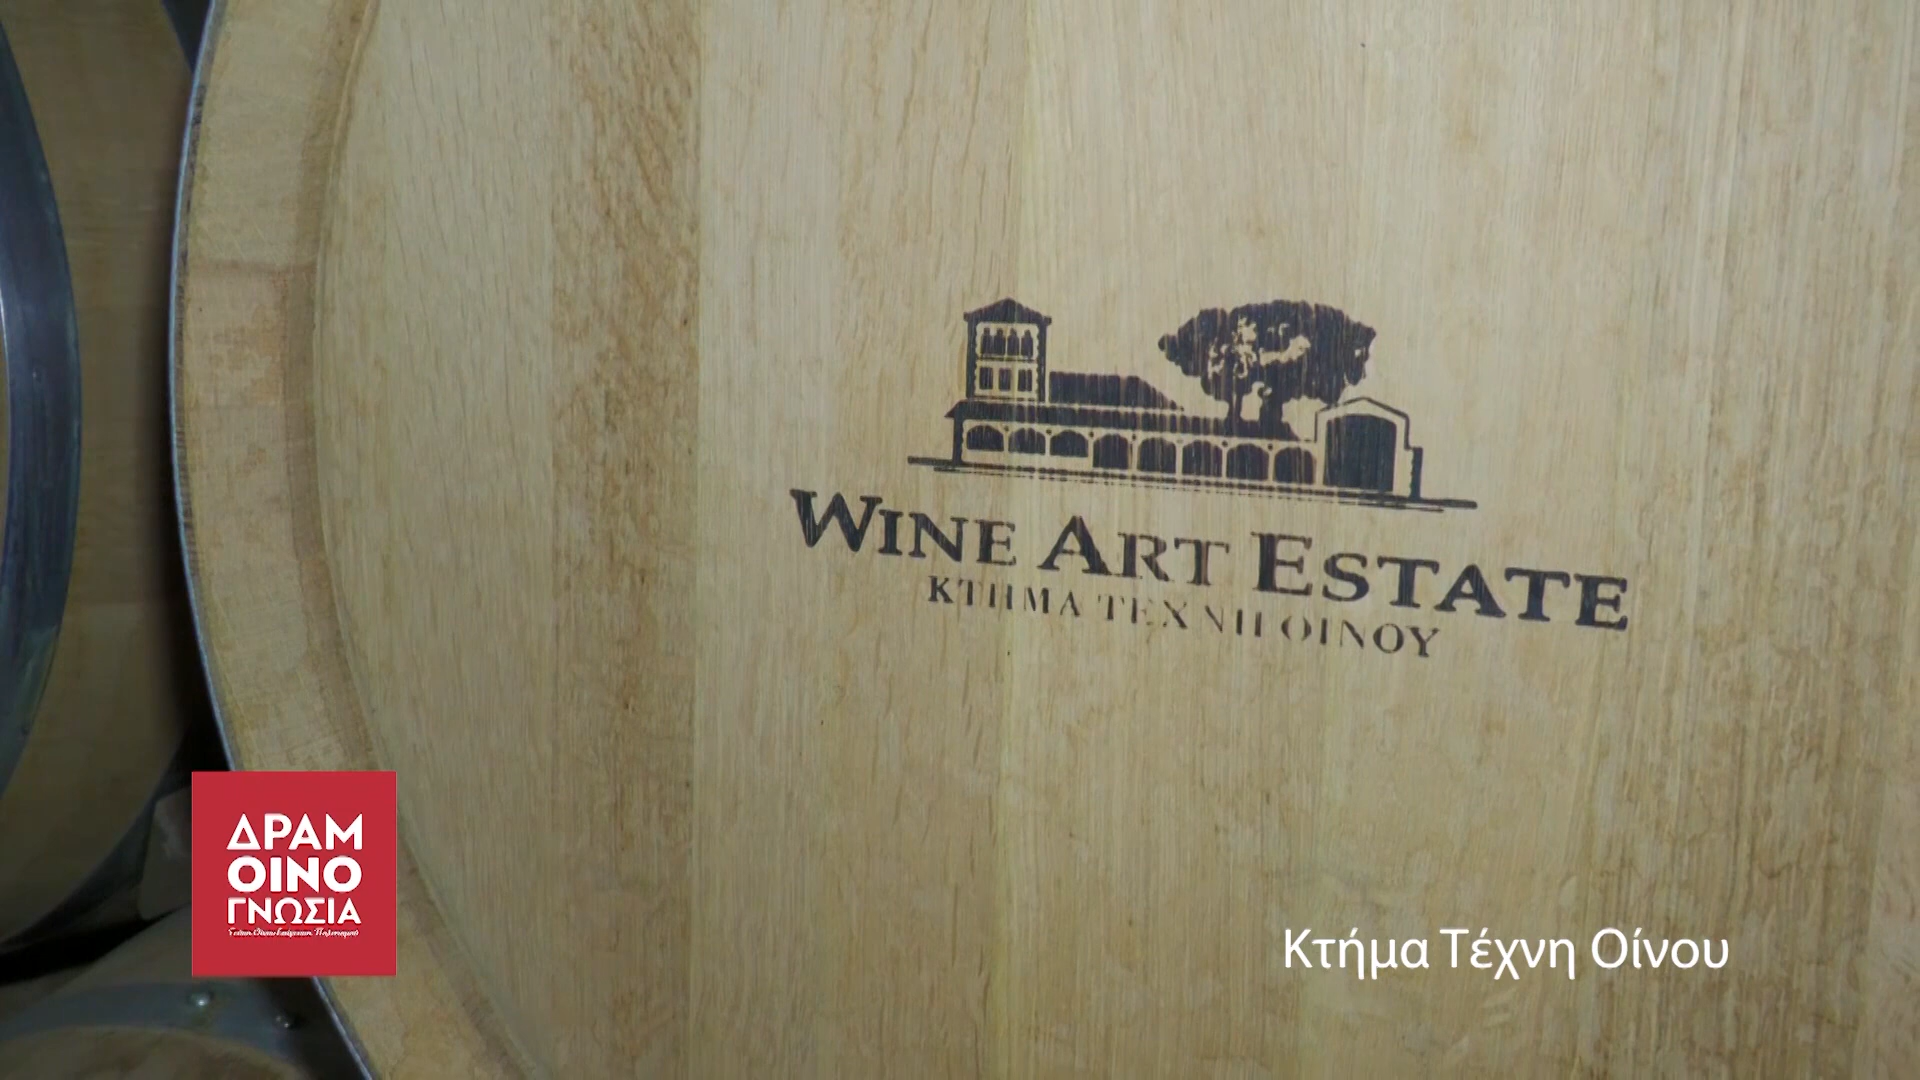 WINE ART ESTATE
ΚΤΗΜΑ ΤΕΧΝΗ ΟΙΝΟΥ
ΔΡΑΜ
ΟΙΝΟ
ΓΝΩΣΙΑ
Κτήμα Τέχνη Οίνου